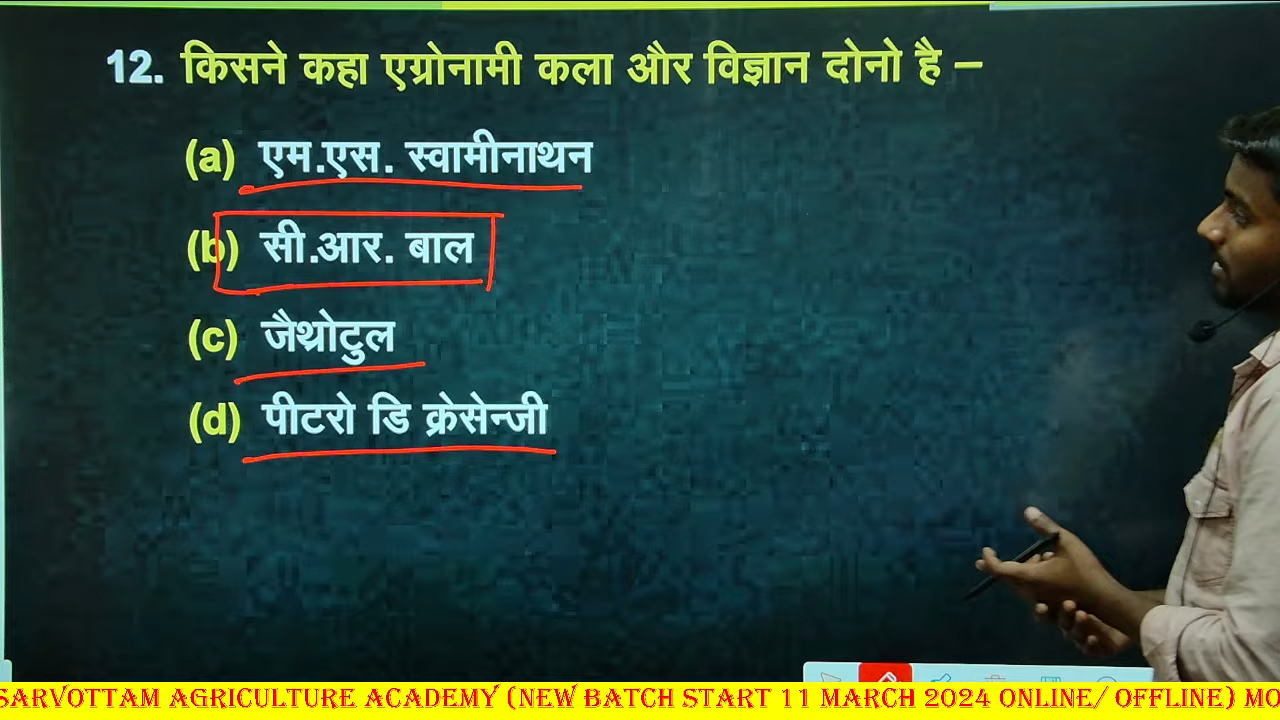 12. किसने कहा एग्रोनामी कला और विज्ञान दोनो है –
(a) एम.एस. स्वामीनाथन
(b) सी.आर. बाल
(c) जैथ्रोटुल
(d) पीटरो डि क्रेसेन्जी
SARVOTTAM AGRICULTURE ACADEMY (NEW BATCH START 11 MARCH 2024 ONLINE/ OFFLINE) MO